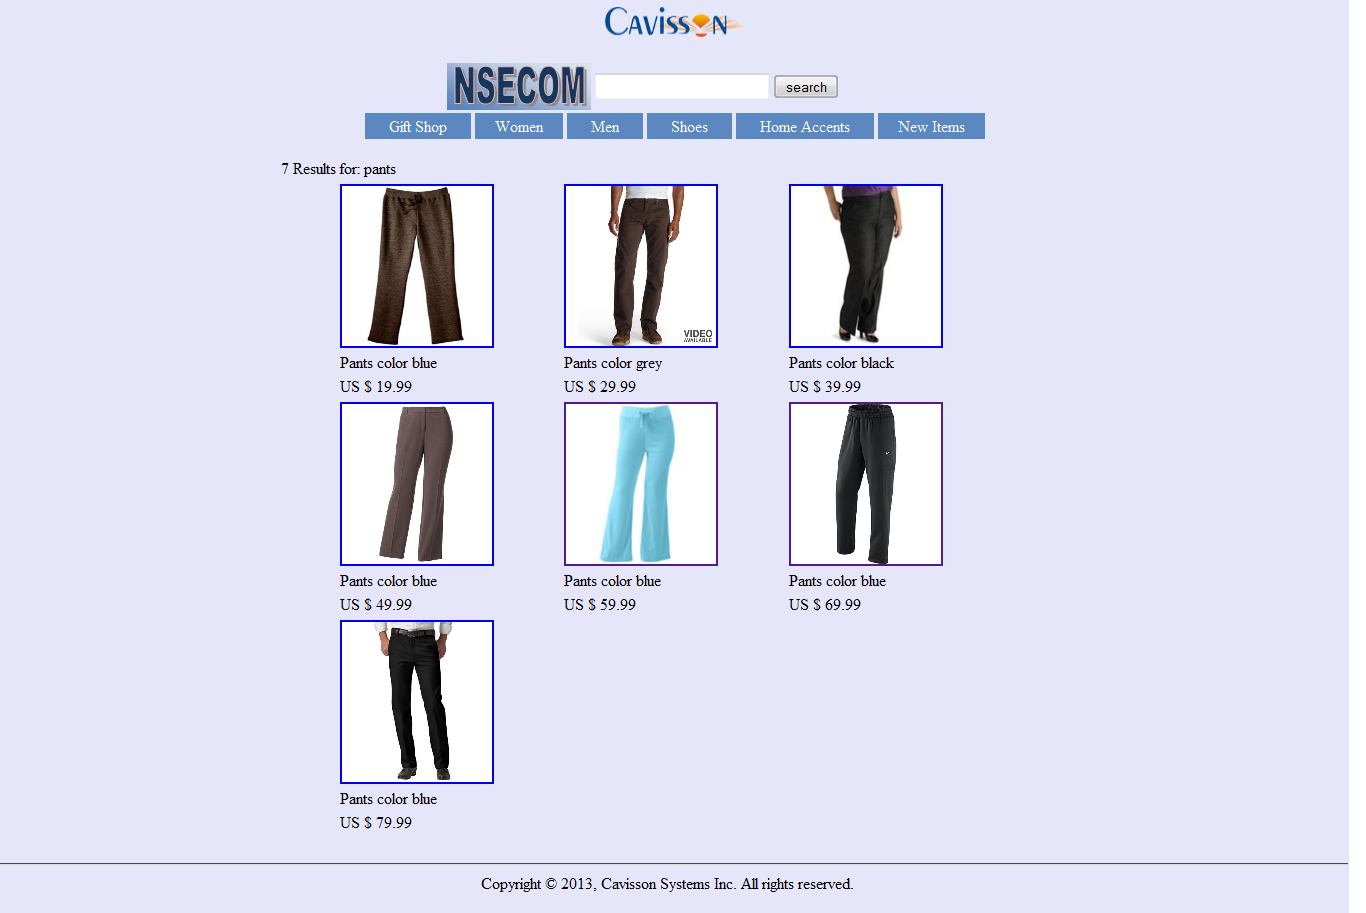 CAVISSON
NSECOM
search
Gift Shop Women Men Shoes Home Accents New Items
7 Results for: pants
VIDEO
AVAILABLE
Pants color blue Pants color grey Pants color black
US $ 19.99 US $ 29.99 US $ 39.99
Pants color blue Pants color blue Pants color blue
US $ 49.99 US $ 59.99 US $ 69.99
Pants color blue
US $ 79.99
Copyright © 2013, Cavisson Systems Inc. All rights reserved.